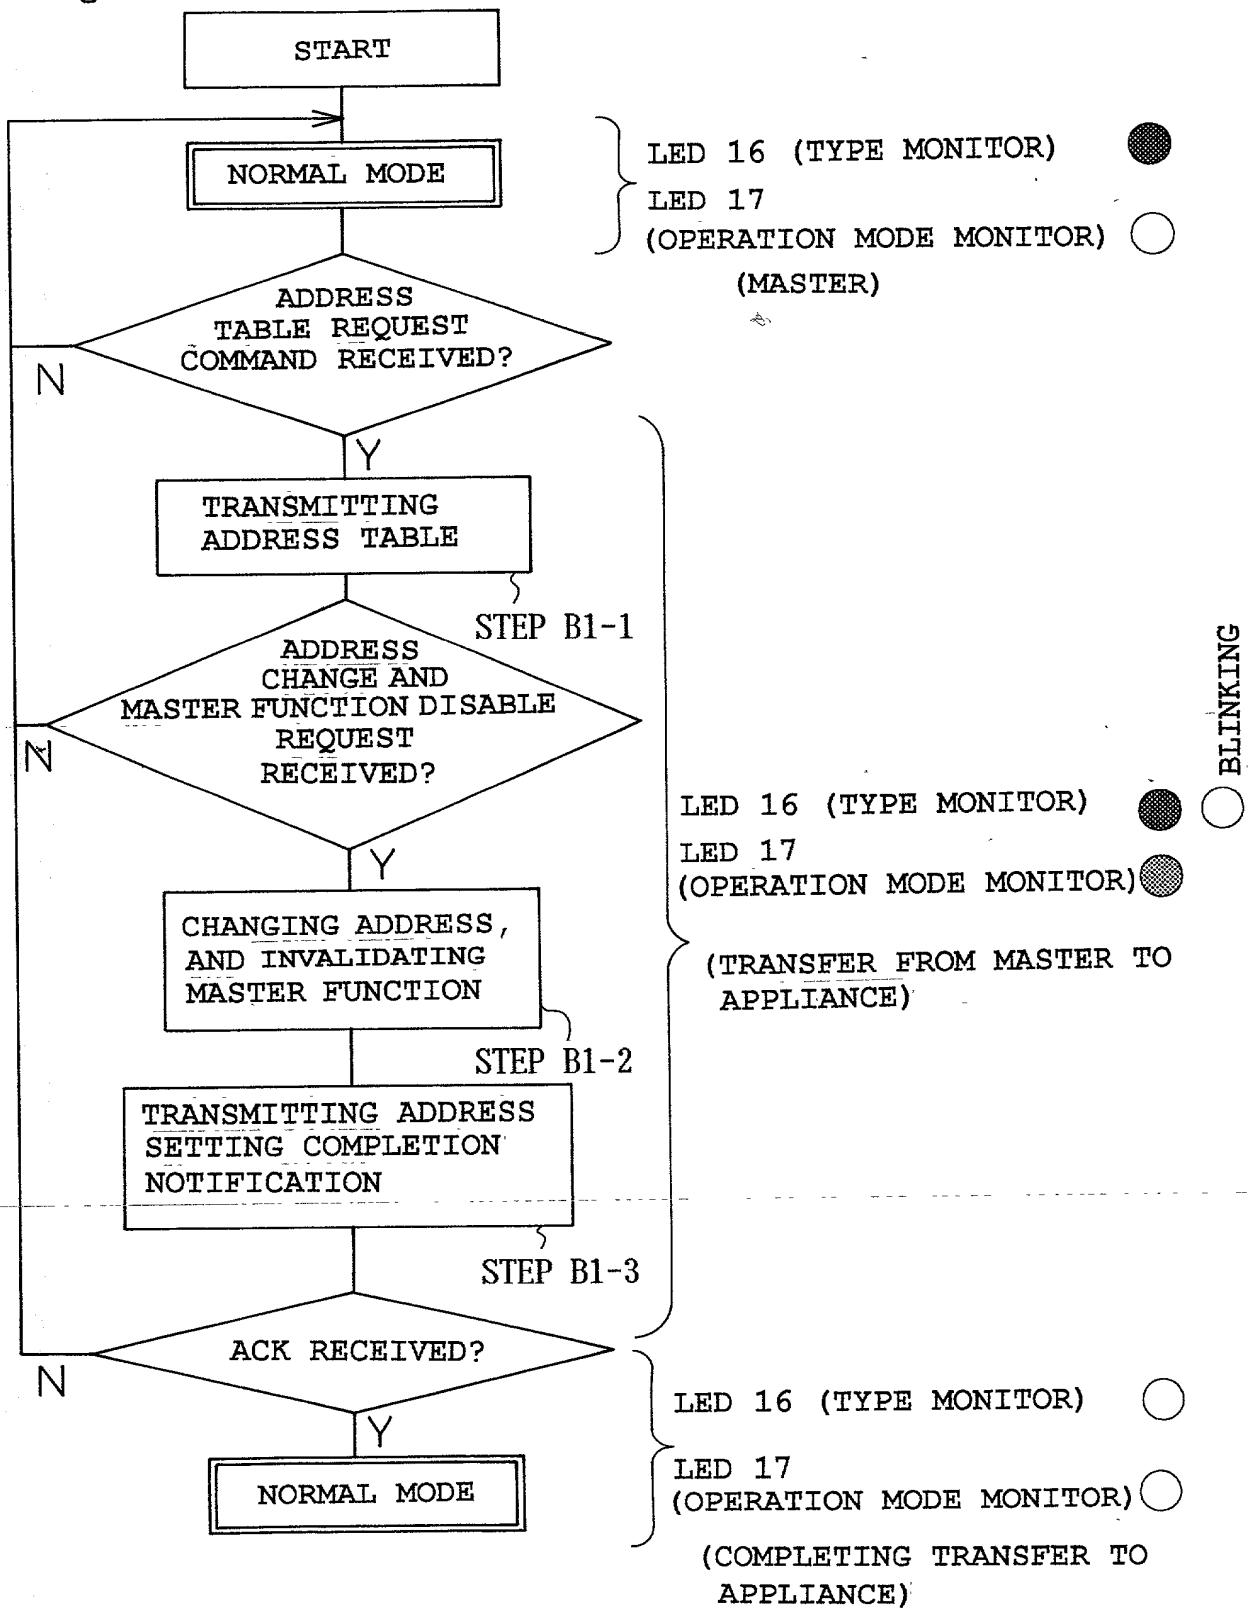 START
NORMAL MODE
LED 16 (TYPE MONITOR)
LED 17
(OPERATION MODE MONITOR)
(MASTER)
ADDRESS
TABLE REQUEST
COMMAND RECEIVED?
N
Y
TRANSMITTING
ADDRESS TABLE
STEP B1-1
ADDRESS
CHANGE AND
MASTER FUNCTION DISABLE
REQUEST
RECEIVED?
N
Y
BLINKING
LED 16 (TYPE MONITOR)
LED 17
(OPERATION MODE MONITOR)
(TRANSFER FROM MASTER TO
APPLIANCE)
CHANGING ADDRESS,
AND INVALIDATING
MASTER FUNCTION
STEP B1-2
TRANSMITTING ADDRESS
SETTING COMPLETION
NOTIFICATION
STEP B1-3
ACK RECEIVED?
N
Y
NORMAL MODE
LED 16 (TYPE MONITOR)
LED 17
(OPERATION MODE MONITOR)
(COMPLETING TRANSFER TO
APPLIANCE)